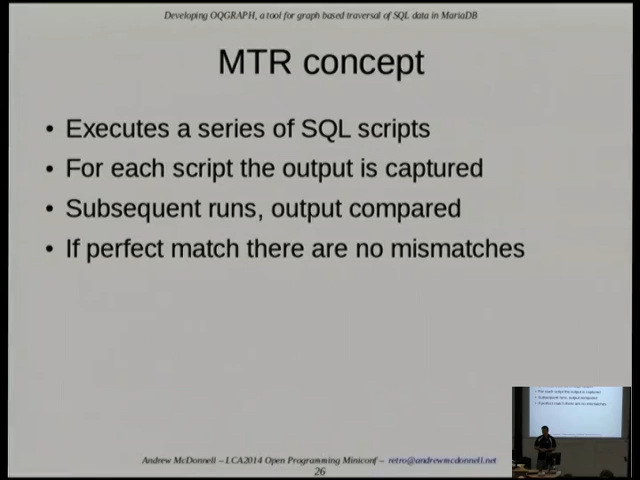 Developing OQGRAPH, a tool for graph based traversal of SQL data in MariaDB
MTR concept
• Executes a series of SQL scripts
• For each script the output is captured
• Subsequent runs, output compared
• If perfect match there are no mismatches
Andrew McDonnell – LCA2014 Open Programming Miniconf – retro@andrewmcdonnell.net
26